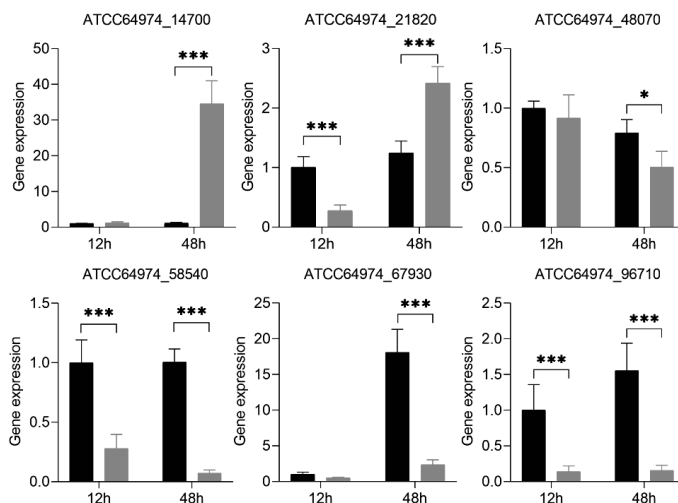 ATCC64974_14700
Gene expression
50
40
30
20
10
0
***
12h
48h
ATCC64974_21820
Gene expression
3
2
1
0
***
***
12h
48h
ATCC64974_48070
Gene expression
1.5
1.0
0.5
0.0
*
12h
48h
ATCC64974_58540
Gene expression
1.5
1.0
0.5
0.0
***
***
12h
48h
ATCC64974_67930
Gene expression
25
20
15
10
5
0
***
12h
48h
ATCC64974_96710
Gene expression
2.5
2.0
1.5
1.0
0.5
0.0
***
***
12h
48h